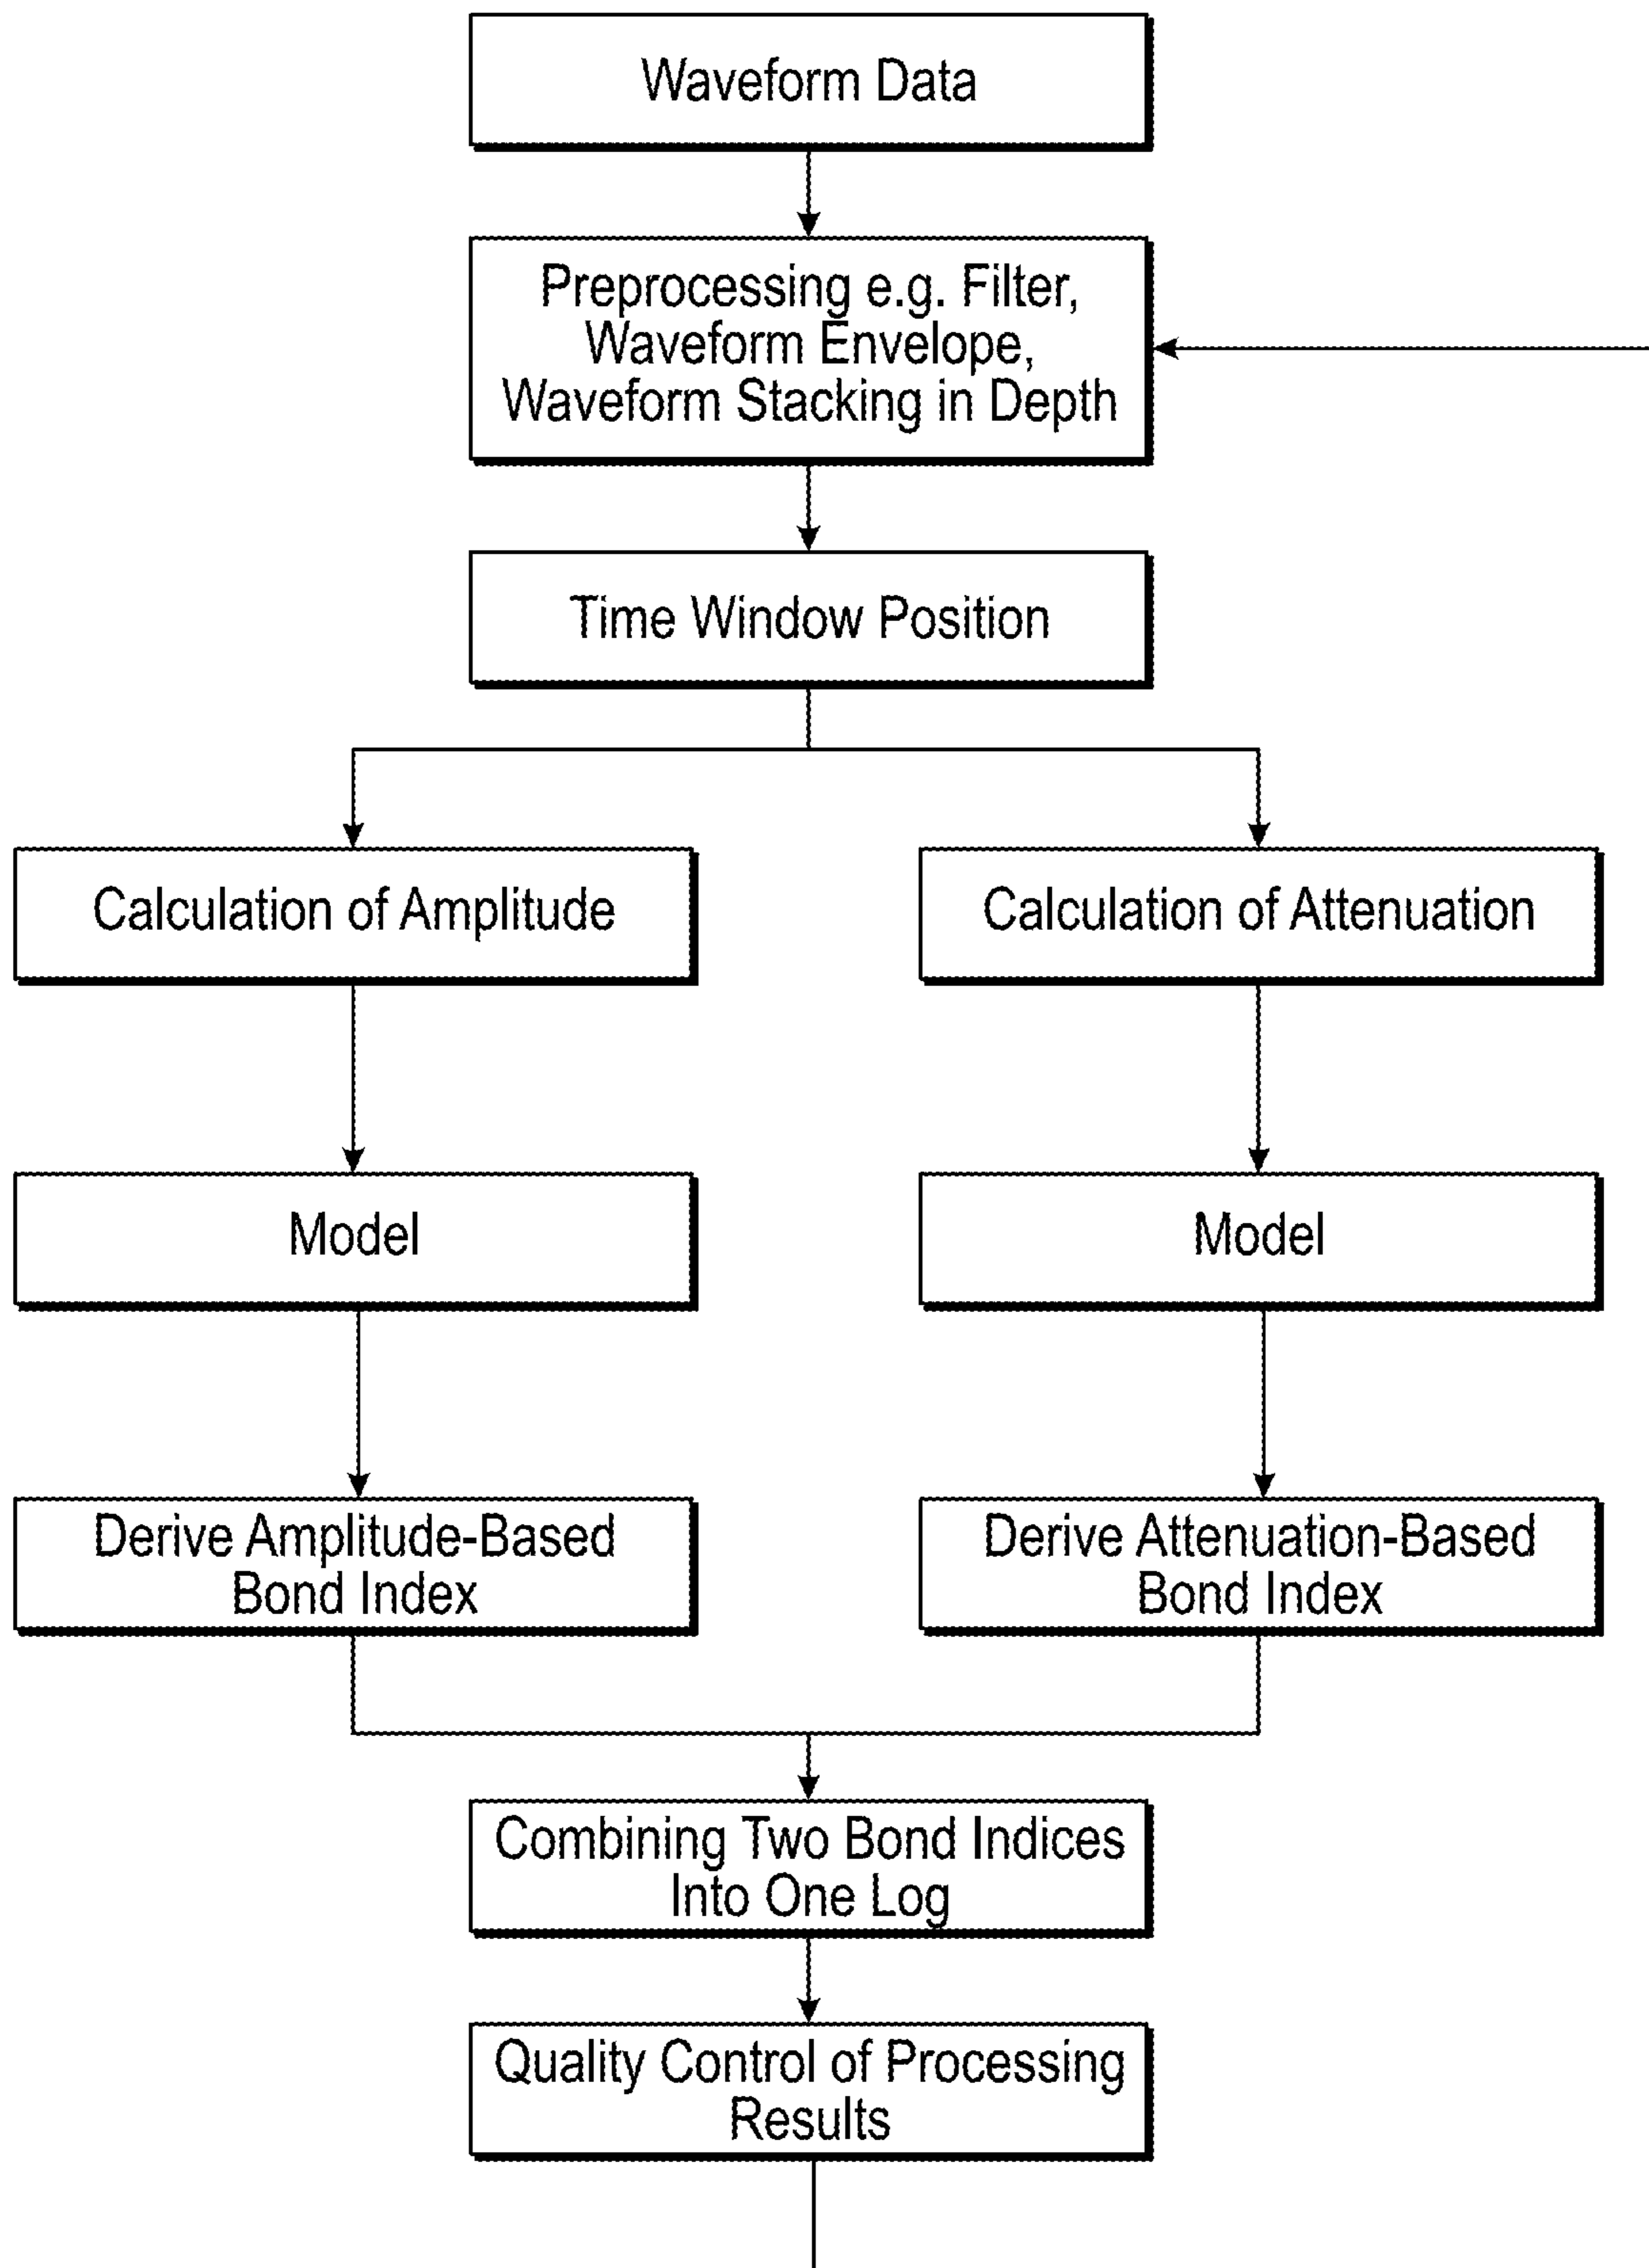 Waveform Data
Preprocessing e.g. Filter,
Waveform Envelope,
Waveform Stacking in Depth
Time Window Position
Calculation of Amplitude
Calculation of Attenuation
Model
Model
Derive Amplitude-Based
Bond Index
Derive Attenuation-Based
Bond Index
Combining Two Bond Indices
Into One Log
Quality Control of Processing
Results